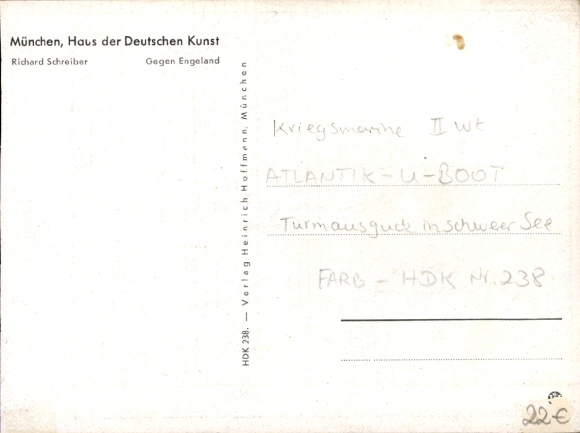 München, Haus der Deutschen Kunst
Richard Schreiber Gegen Engeland
HDK 238. — Verlag Heinrich Hoffmann, München
Kriegsmarine II Wk
ATLANTIK-U-BOOT
Turmausguck in schwerer See
FARB - HDK Nr. 238
22€